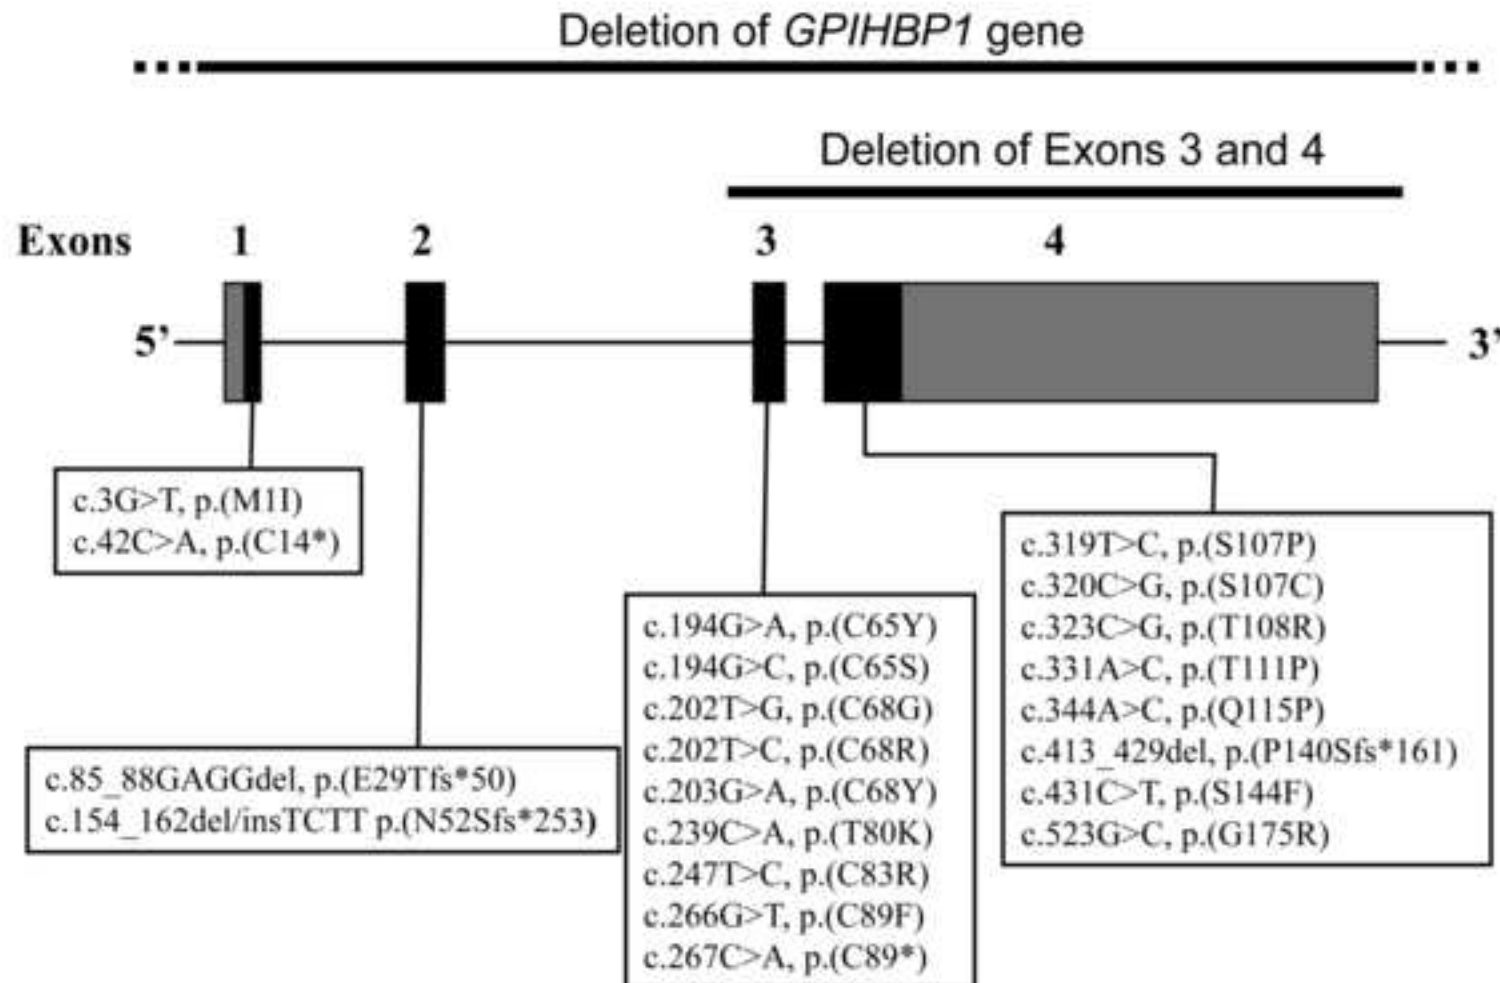 Deletion of GPIHBP1 gene
Deletion of Exons 3 and 4
Exons 1 2 3 4
5’ 3’
c.3G>T, p.(M1I)
c.42C>A, p.(C14*)
c.85_88GAGGdel, p.(E29Tfs*50)
c.154_162del/insTCTT p.(N52Sfs*253)
c.194G>A, p.(C65Y)
c.194G>C, p.(C65S)
c.202T>G, p.(C68G)
c.202T>C, p.(C68R)
c.203G>A, p.(C68Y)
c.239C>A, p.(T80K)
c.247T>C, p.(C83R)
c.266G>T, p.(C89F)
c.267C>A, p.(C89*)
c.319T>C, p.(S107P)
c.320C>G, p.(S107C)
c.323C>G, p.(T108R)
c.331A>C, p.(T111P)
c.344A>C, p.(Q115P)
c.413_429del, p.(P140Sfs*161)
c.431C>T, p.(S144F)
c.523G>C, p.(G175R)